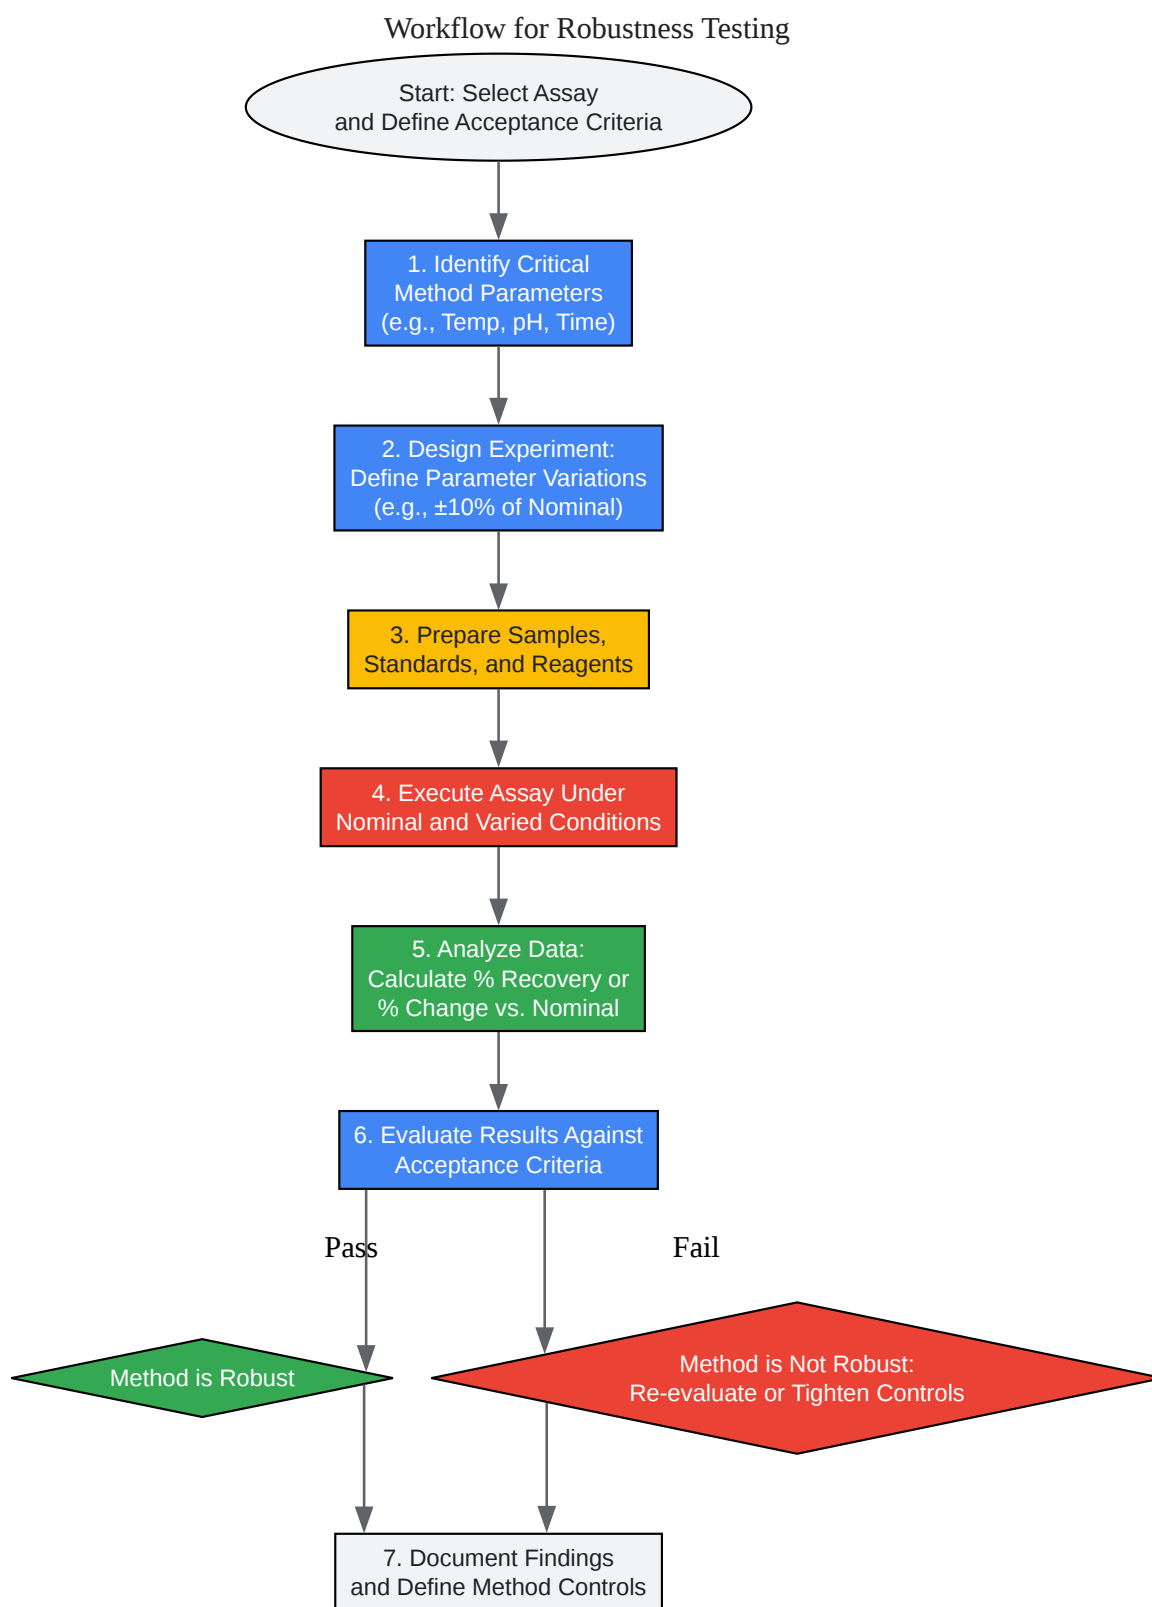 Workflow for Robustness Testing
Start: Select Assay
and Define Acceptance Criteria
1. Identify Critical
Method Parameters
(e.g., Temp, pH, Time)
2. Design Experiment:
Define Parameter Variations
(e.g., ±10% of Nominal)
3. Prepare Samples,
Standards, and Reagents
4. Execute Assay Under
Nominal and Varied Conditions
5. Analyze Data:
Calculate % Recovery or
% Change vs. Nominal
6. Evaluate Results Against
Acceptance Criteria
Pass
Fail
Method is Robust
Method is Not Robust:
Re-evaluate or Tighten Controls
7. Document Findings
and Define Method Controls